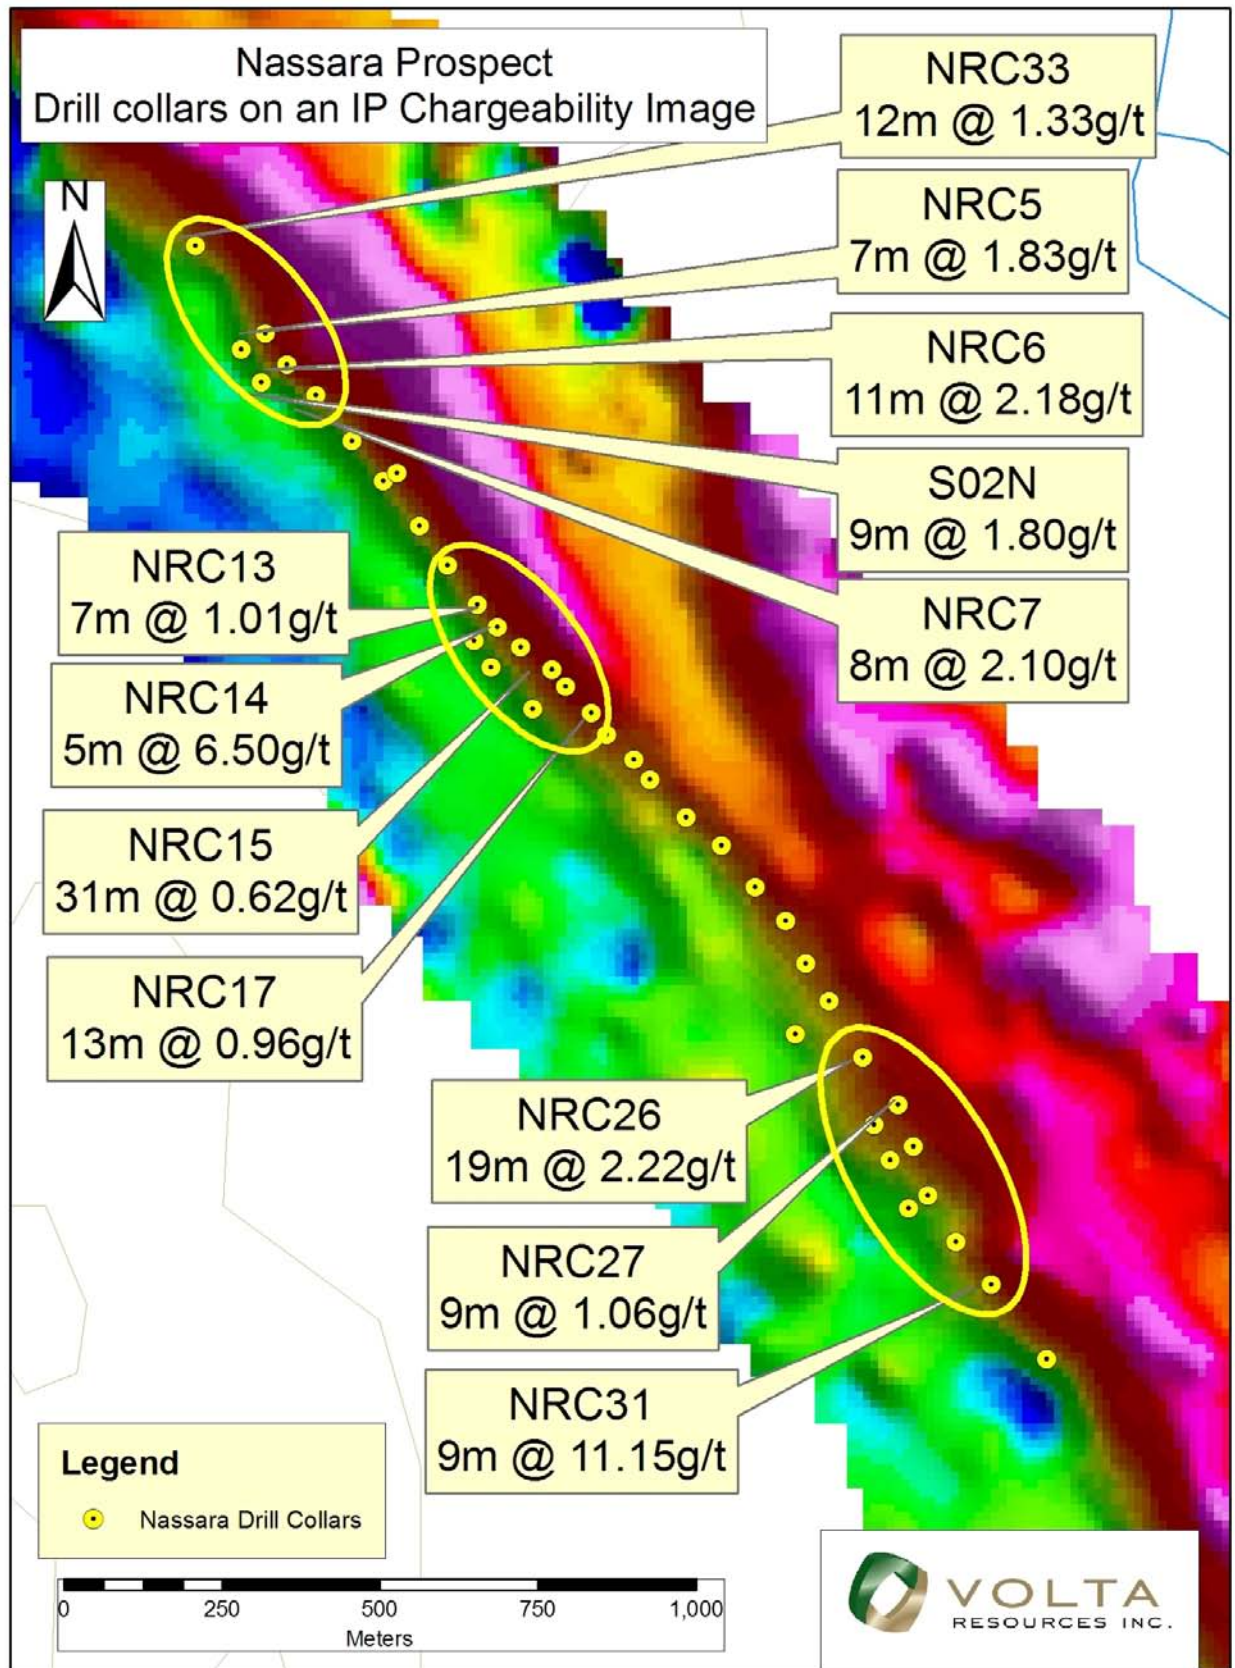 Nassara Prospect
Drill collars on an IP Chargeability Image
N
NRC33
12m @ 1.33g/t
NRC5
7m @ 1.83g/t
NRC6
11m @ 2.18g/t
S02N
9m @ 1.80g/t
NRC7
8m @ 2.10g/t
NRC13
7m @ 1.01g/t
NRC14
5m @ 6.50g/t
NRC15
31m @ 0.62g/t
NRC17
13m @ 0.96g/t
NRC26
19m @ 2.22g/t
NRC27
9m @ 1.06g/t
NRC31
9m @ 11.15g/t
Legend
Nassara Drill Collars
0 250 500 750 1,000
Meters
VOLTA
RESOURCES INC.